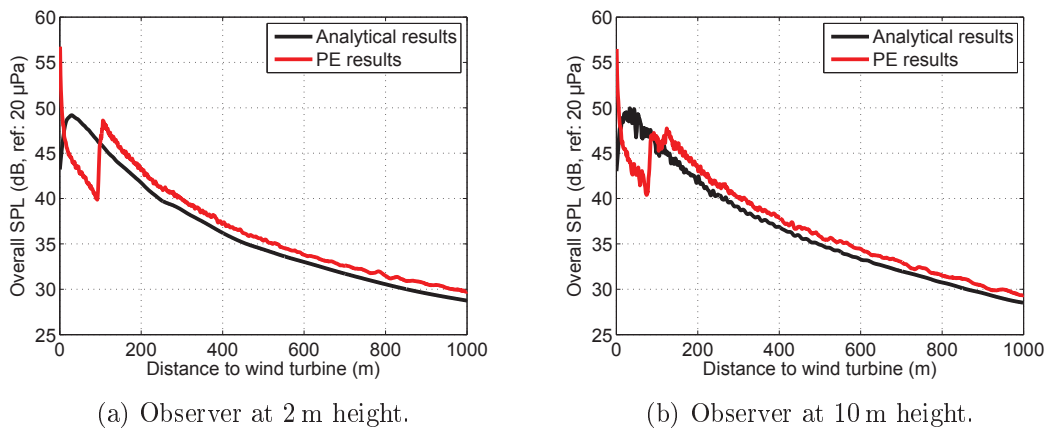 60
55
50
45
40
35
30
25
Overall SPL (dB, ref: 20 µPa)
Analytical results
PE results
0 200 400 600 800 1000
Distance to wind turbine (m)
(a) Observer at 2 m height.
60
55
50
45
40
35
30
25
Overall SPL (dB, ref: 20 µPa)
Analytical results
PE results
0 200 400 600 800 1000
Distance to wind turbine (m)
(b) Observer at 10 m height.